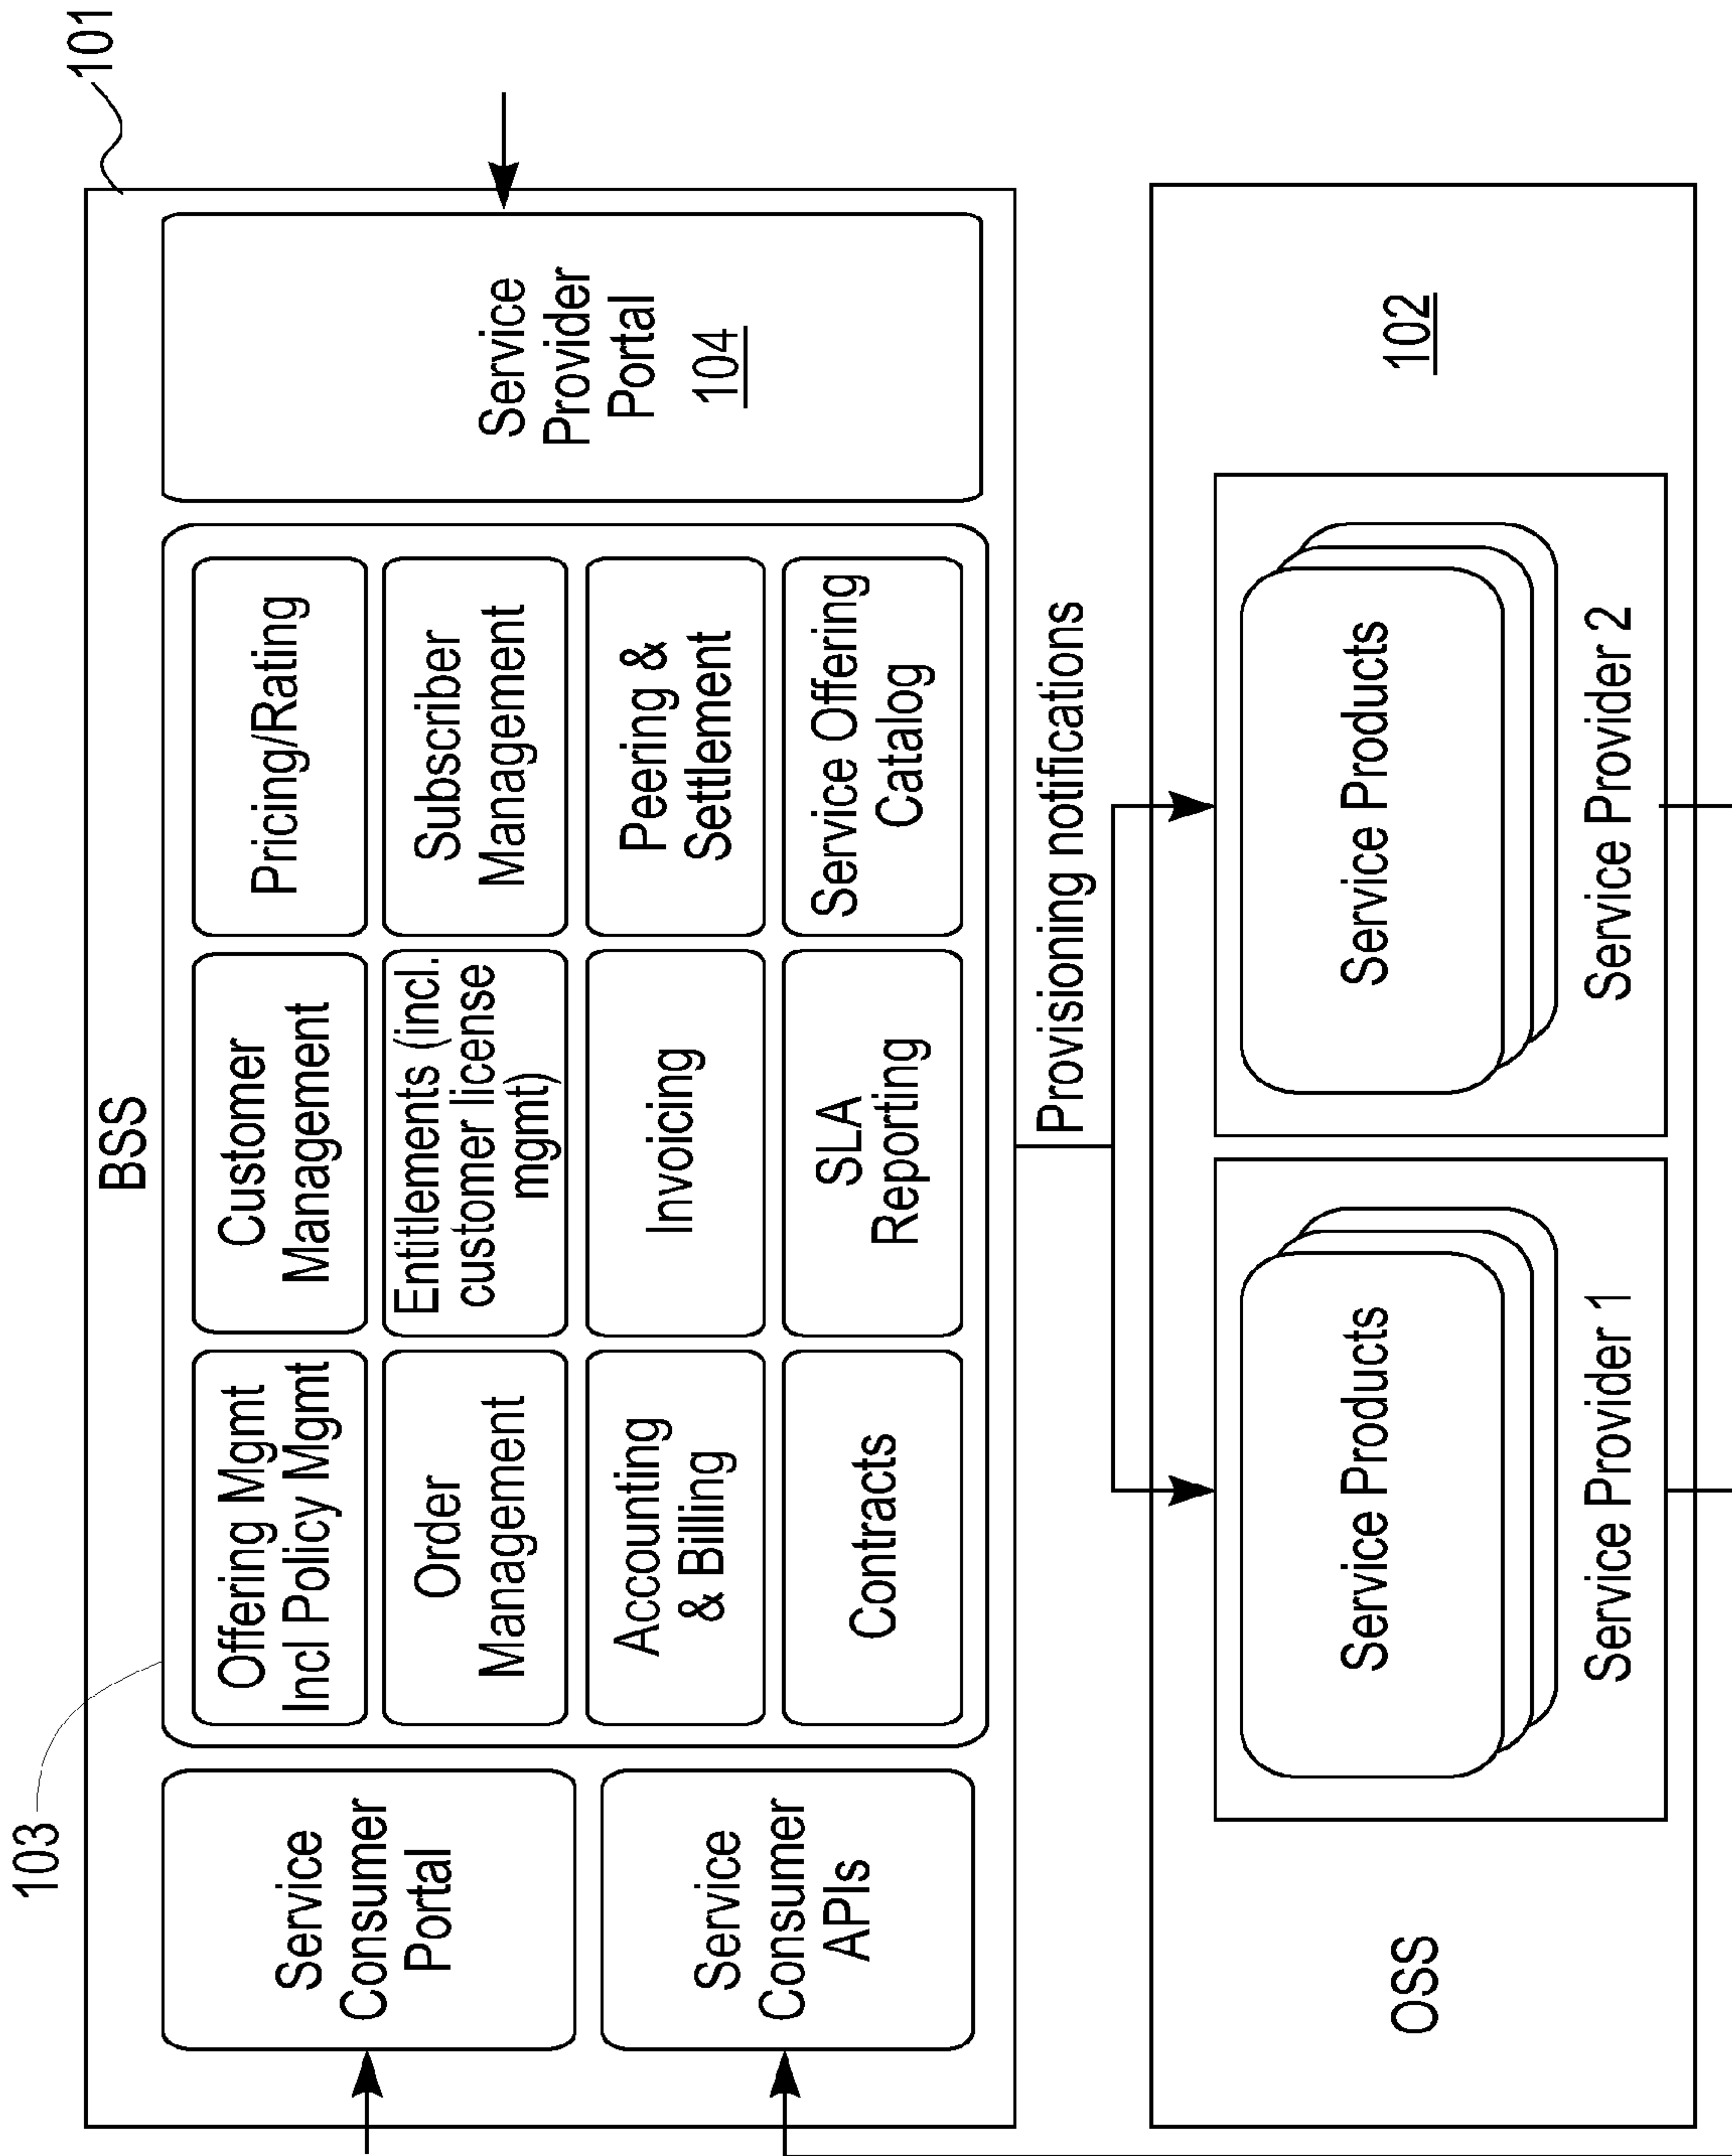 101
BSS
103
Service
Consumer
Portal
Service
Consumer
APIs
Offering Mgmt
Incl Policy Mgmt
Customer
Management
Pricing/Rating
Order
Management
Entitlements (incl.
customer license
mgmt)
Subscriber
Management
Accounting
& Billing
Invoicing
Peering &
Settlement
Contracts
SLA
Reporting
Service Offering
Catalog
Service
Provider
Portal
104
Provisioning notifications
OSS
Service Products
Service Provider 1
Service Products
Service Provider 2
102